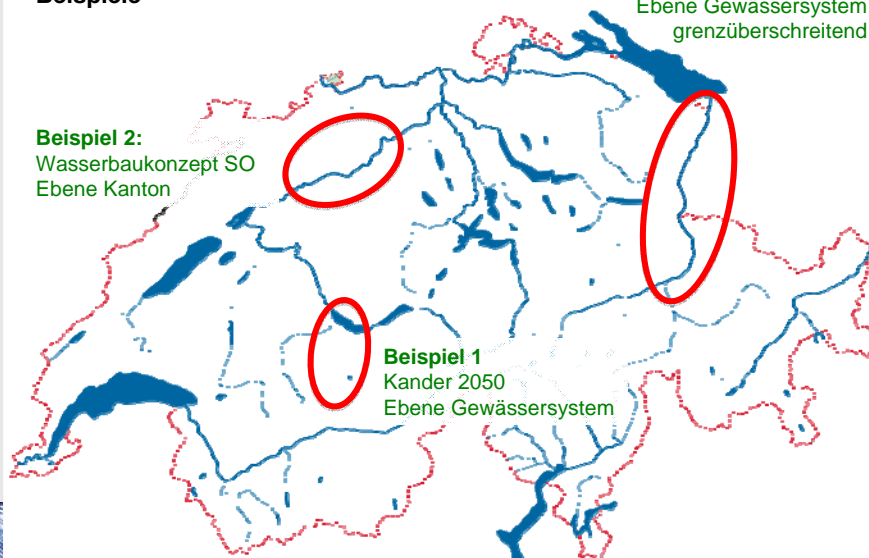 Beispiele
Ebene Gewässersystem
grenzüberschreitend
Beispiel 2:
Wasserbaukonzept SO
Ebene Kanton
Beispiel 1
Kander 2050
Ebene Gewässersystem